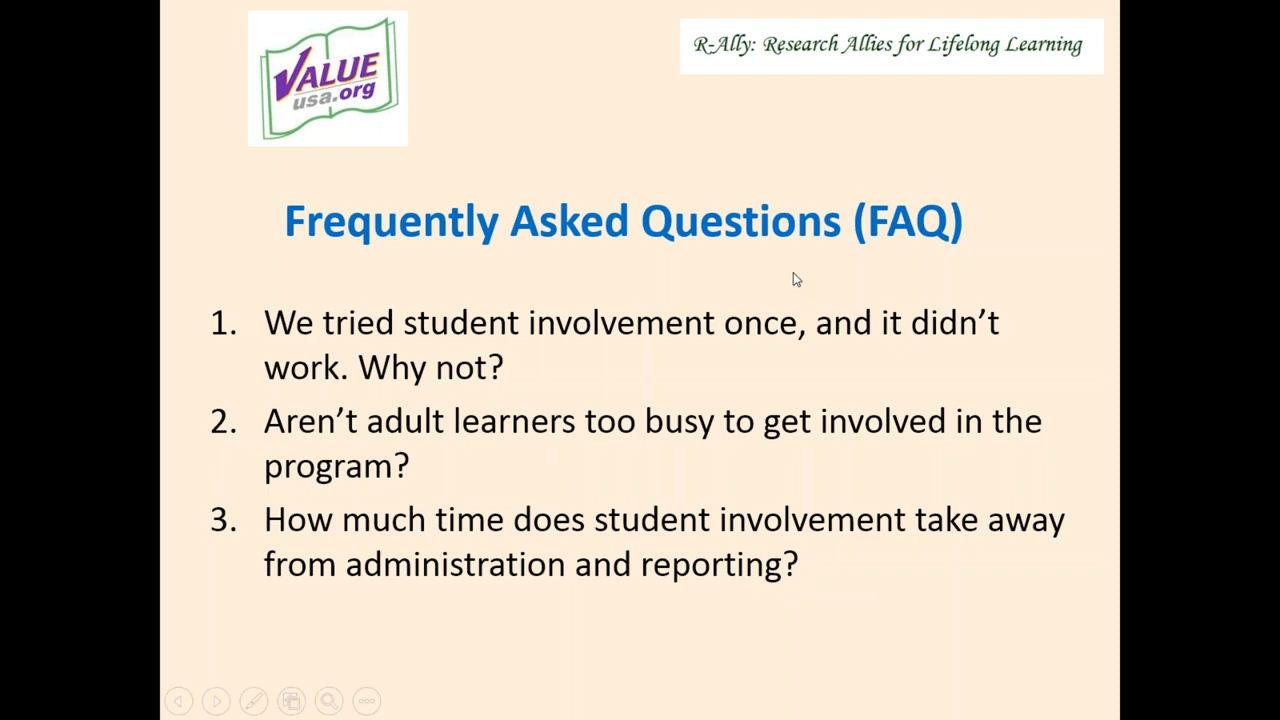 VALUE
usa.org
R-Ally: Research Allies for Lifelong Learning
Frequently Asked Questions (FAQ)
1. We tried student involvement once, and it didn’t
work. Why not?
2. Aren’t adult learners too busy to get involved in the
program?
3. How much time does student involvement take away
from administration and reporting?